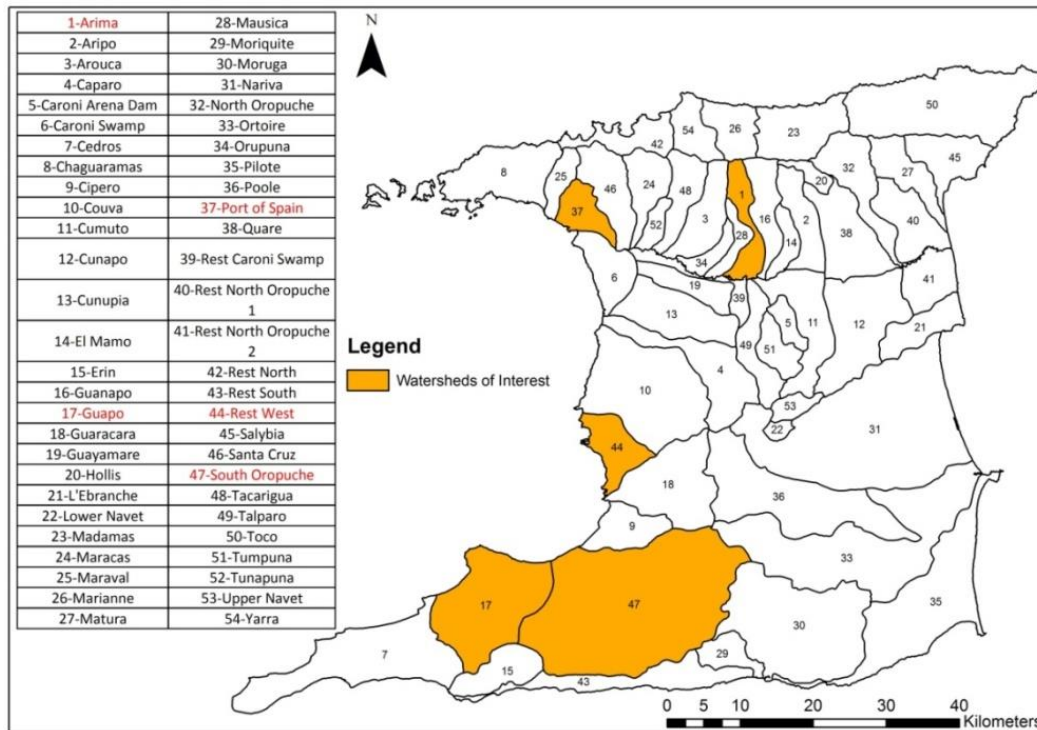 1-Arima 28-Mausica
2-Aripo 29-Moriquite
3-Arouca 30-Moruga
4-Caparo 31-Nariva
5-Caroni Arena Dam 32-North Oropuche
6-Caroni Swamp 33-Ortoire
7-Cedros 34-Orupuna
8-Chaguaramas 35-Pilote
9-Cipero 36-Poole
10-Couva 37-Port of Spain
11-Cumuto 38-Quare
12-Cunapo 39-Rest Caroni Swamp
13-Cunupia 40-Rest North Oropuche
1
14-El Mamo 41-Rest North Oropuche
2
15-Erin 42-Rest North
16-Guanapo 43-Rest South
17-Guapo 44-Rest West
18-Guaracara 45-Salybia
19-Guayamare 46-Santa Cruz
20-Hollis 47-South Oropuche
21-L'Ebranche 48-Tacarigua
22-Lower Navet 49-Talparo
23-Madamas 50-Toco
24-Maracas 51-Tumpuna
25-Maraval 52-Tunapuna
26-Marianne 53-Upper Navet
27-Matura 54-Yarra
N
Legend
Watersheds of Interest
50
54 26 23
42
32 27 45
8 25 46 24 48 1 20
37 52 3 16 2 40
28 14 38
34
6 19 39 41
13 5 11 12 21
49 51
10 4
53
22 31
44
18 36
9
33
17 47 35
30
7 15 29
43
0 5 10 20 30 40
Kilometers